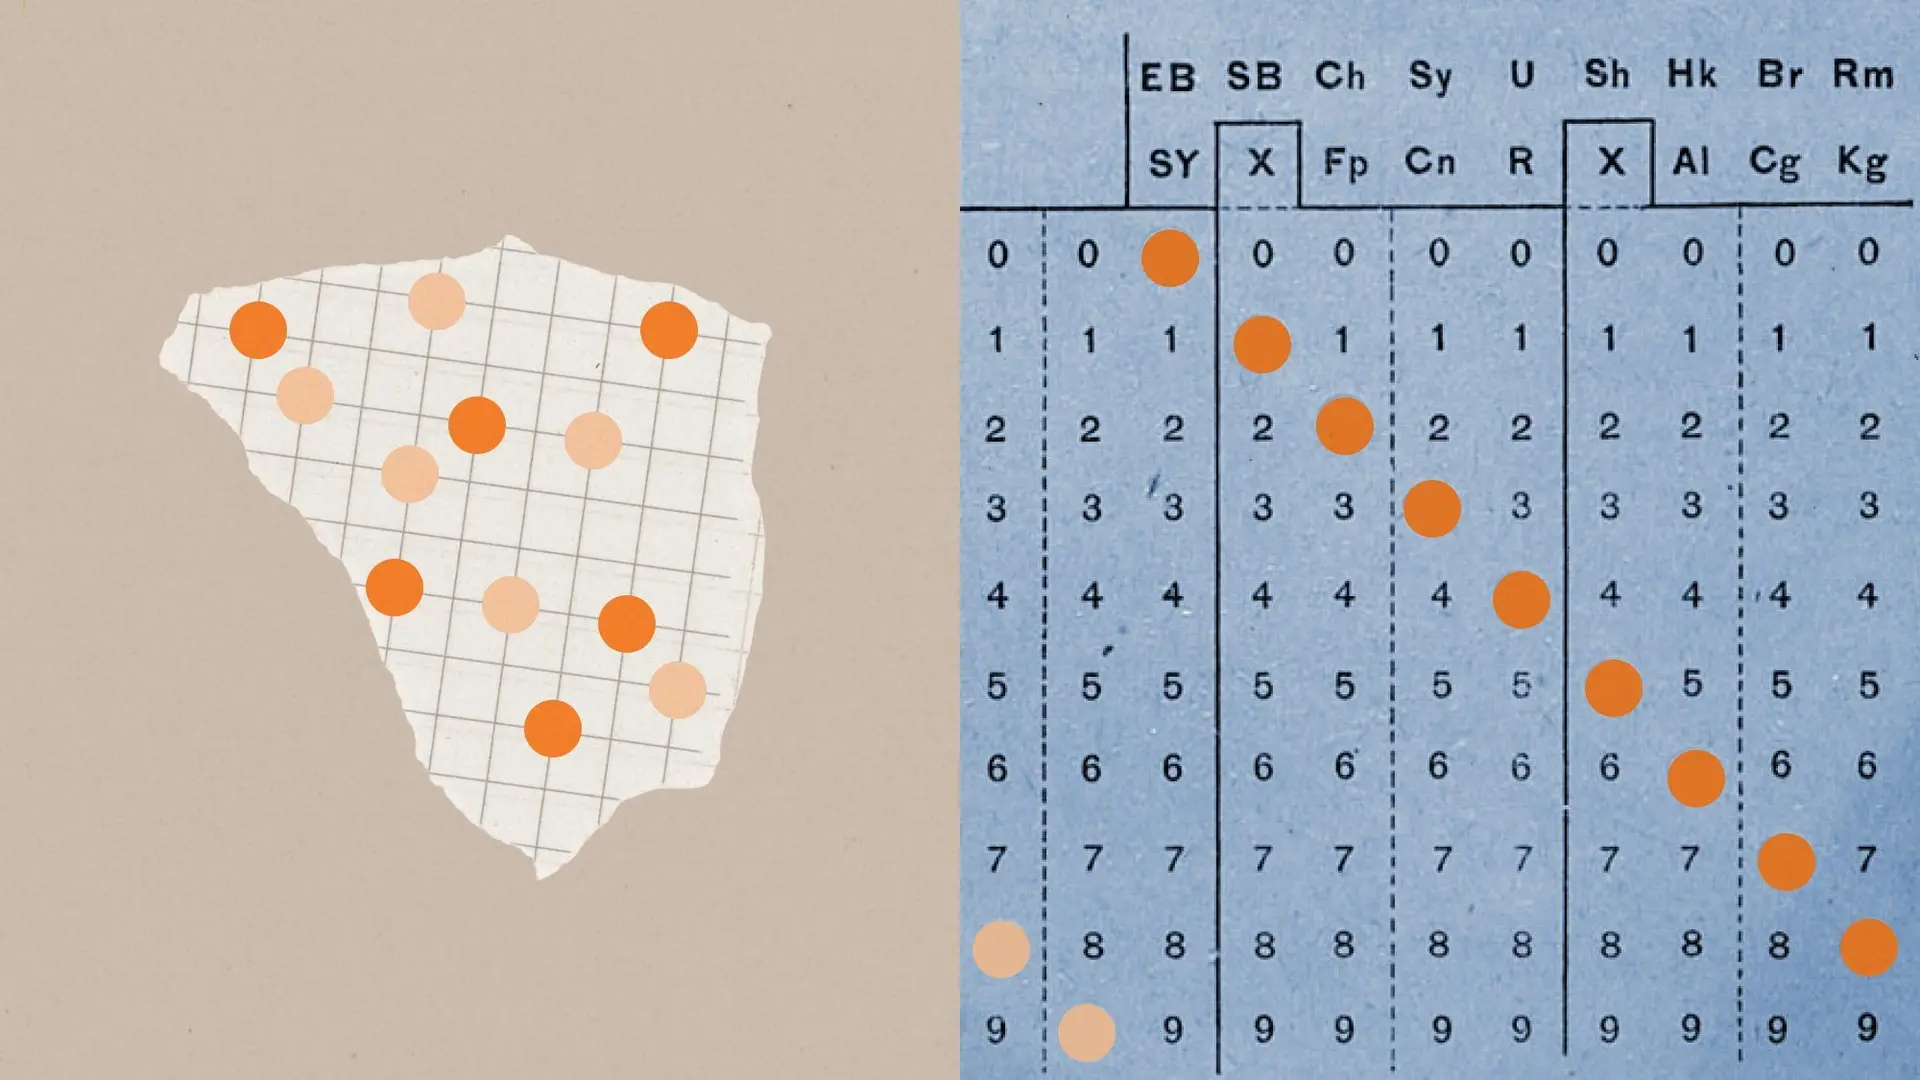 EB SB Ch Sy U Sh Hk Br Rm
SY X Fp Cn R X Al Cg Kg
0 0 0 0 0 0 0 0 0 0
1 1 1 1 1 1 1 1 1 1
2 2 2 2 2 2 2 2 2 2
3 3 3 3 3 3 3 3 3 3
4 4 4 4 4 4 4 4 4 4
5 5 5 5 5 5 5 5 5 5
6 6 6 6 6 6 6 6 6 6
7 7 7 7 7 7 7 7 7 7
8 8 8 8 8 8 8 8 8
9 9 9 9 9 9 9 9 9 9